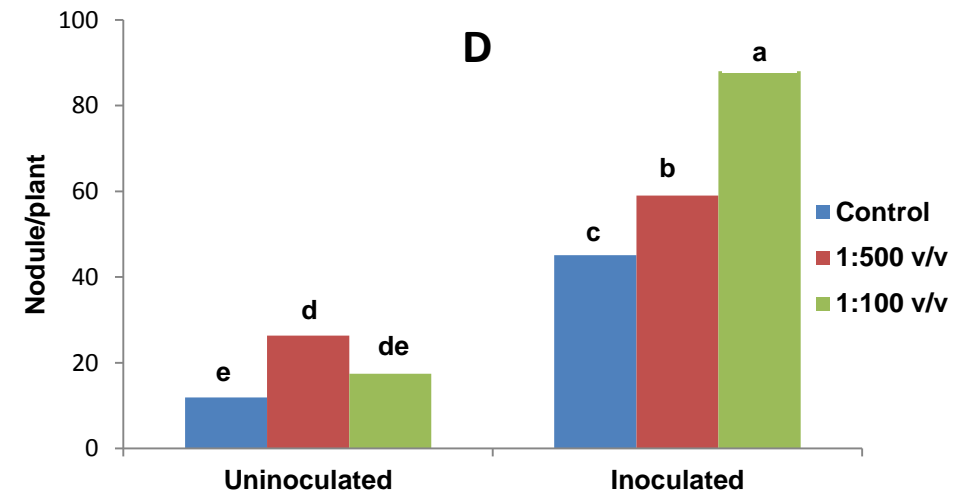 D
Nodule/plant
100
80
60
40
20
0
e
d
de
c
b
a
Uninoculated
Inoculated
Control
1:500 v/v
1:100 v/v